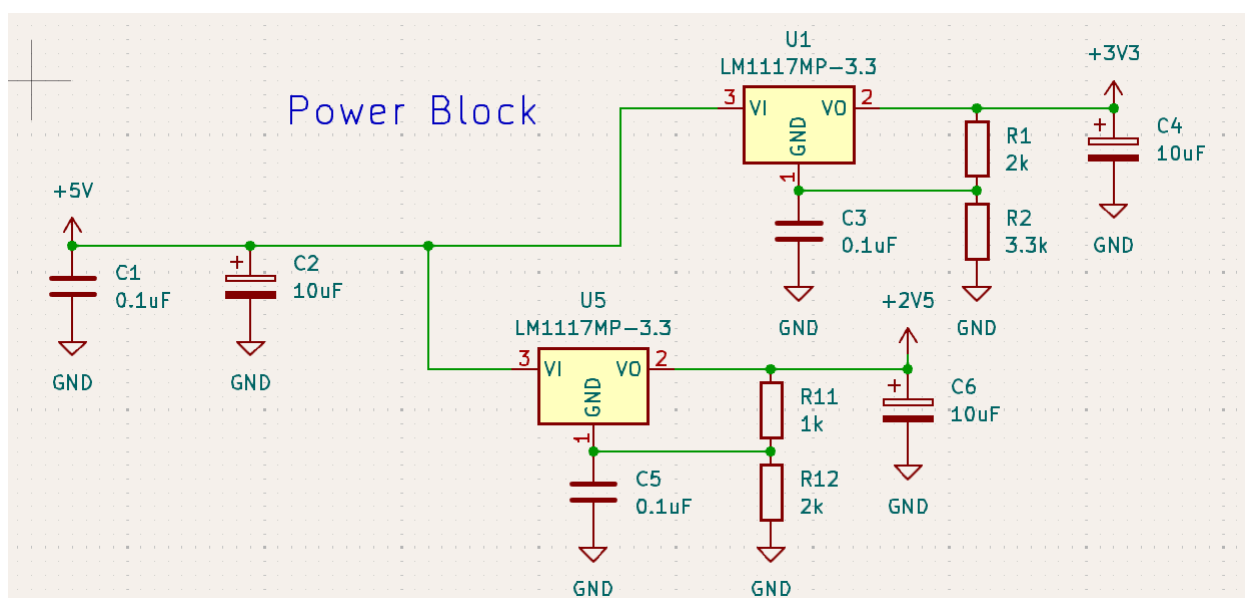 U1
LM1117MP-3.3
+3V3
Power Block
3 VI VO 2
GND
1
R1
2k
+
C4
10uF
+5V
C3
0.1uF
R2
3.3k
GND
C1
0.1uF
+
C2
10uF
U5
LM1117MP-3.3
+2V5
GND
GND
GND
GND
3 VI VO 2
GND
1
R11
1k
+
C6
10uF
C5
0.1uF
R12
2k
GND
GND
GND